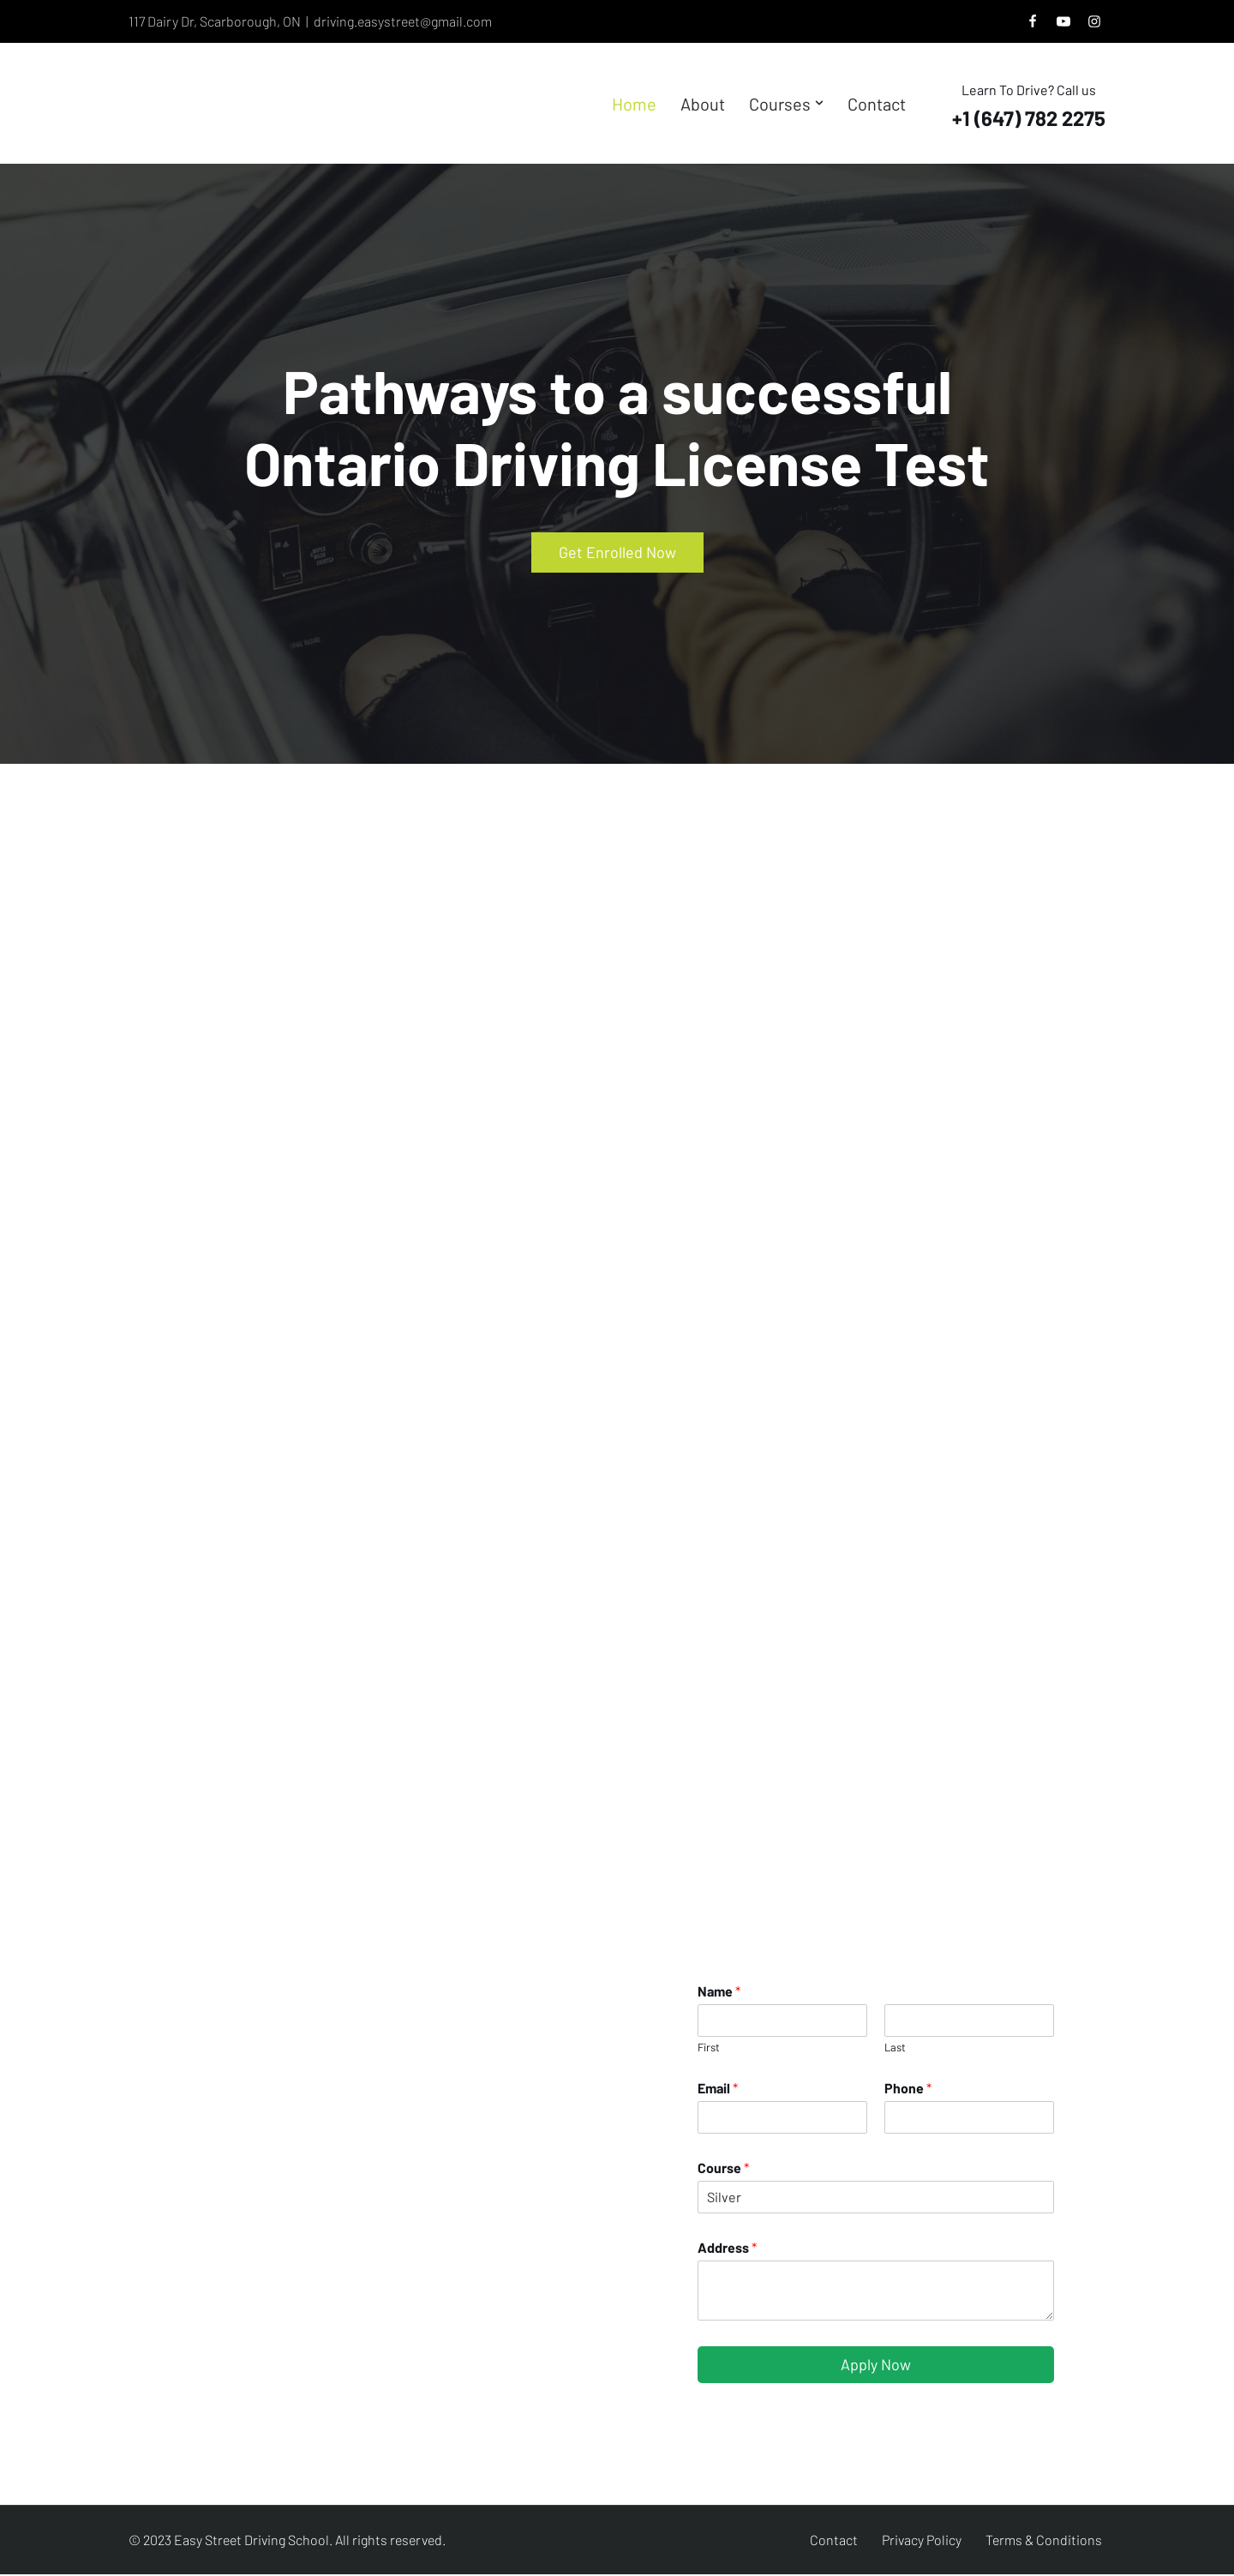 117 Dairy Dr, Scarborough, ON | driving.easystreet@gmail.com
Home About Courses Contact
Learn To Drive? Call us
+1 (647) 782 2275
Pathways to a successful
Ontario Driving License Test
Get Enrolled Now
Name *
First Last
Email * Phone *
Course *
Silver
Address *
Apply Now
© 2023 Easy Street Driving School. All rights reserved.
Contact Privacy Policy Terms & Conditions